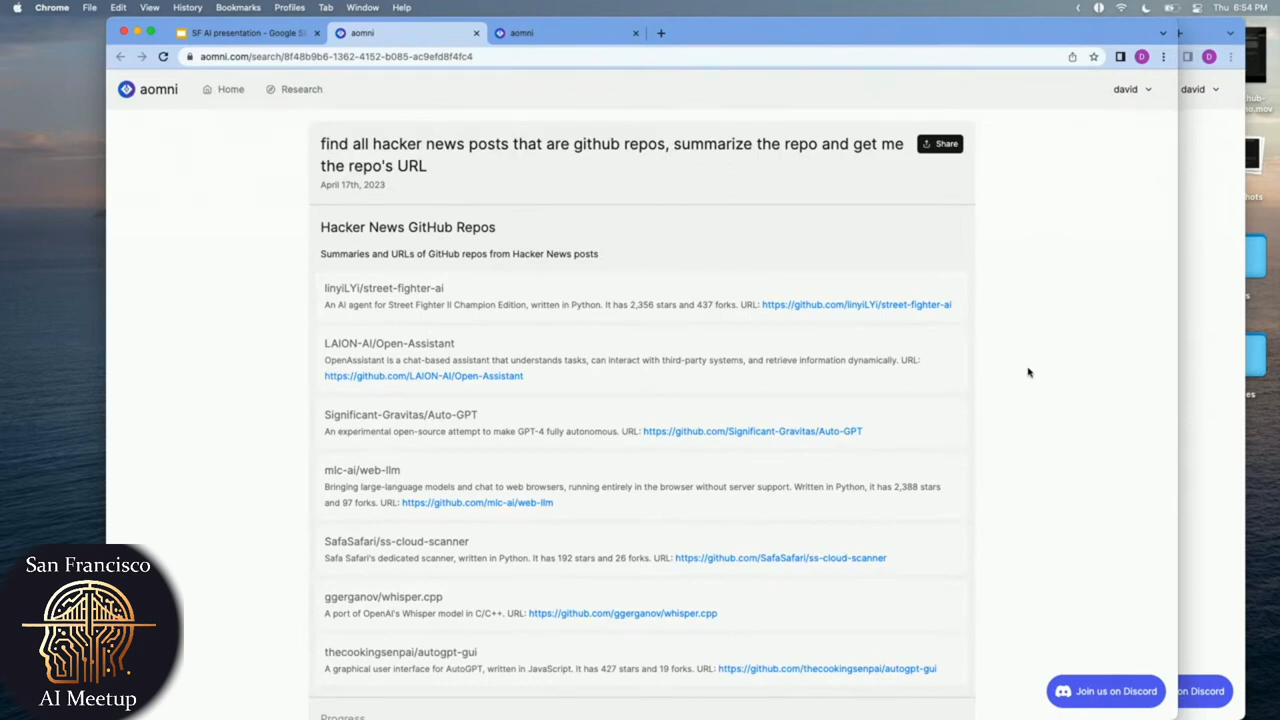 Chrome File Edit View History Bookmarks Profiles Tab Window Help
Thu 6:54 PM
SF AI presentation - Google S
aomni
aomni
aomni.com/search/8f48b9b6-1362-4152-b085-ac9efd8f4fc4
D
D
aomni
Home
Research
david
david
find all hacker news posts that are github repos, summarize the repo and get me
the repo's URL
Share
April 17th, 2023
Hacker News GitHub Repos
Summaries and URLs of GitHub repos from Hacker News posts
linyiLYi/street-fighter-ai
An AI agent for Street Fighter II Champion Edition, written in Python. It has 2,356 stars and 437 forks. URL: https://github.com/linyiLYi/street-fighter-ai
LAION-AI/Open-Assistant
OpenAssistant is a chat-based assistant that understands tasks, can interact with third-party systems, and retrieve information dynamically. URL:
https://github.com/LAION-AI/Open-Assistant
Significant-Gravitas/Auto-GPT
An experimental open-source attempt to make GPT-4 fully autonomous. URL: https://github.com/Significant-Gravitas/Auto-GPT
mlc-ai/web-llm
Bringing large-language models and chat to web browsers, running entirely in the browser without server support. Written in Python, it has 2,388 stars
and 97 forks. URL: https://github.com/mlc-ai/web-llm
SafaSafari/ss-cloud-scanner
Safa Safari's dedicated scanner, written in Python. It has 192 stars and 26 forks. URL: https://github.com/SafaSafari/ss-cloud-scanner
ggerganov/whisper.cpp
A port of OpenAI's Whisper model in C/C++. URL: https://github.com/ggerganov/whisper.cpp
thecookingsenpai/autogpt-gui
A graphical user interface for AutoGPT, written in JavaScript. It has 427 stars and 19 forks. URL: https://github.com/thecookingsenpai/autogpt-gui
Progress
Join us on Discord
on Discord
San Francisco
AI Meetup